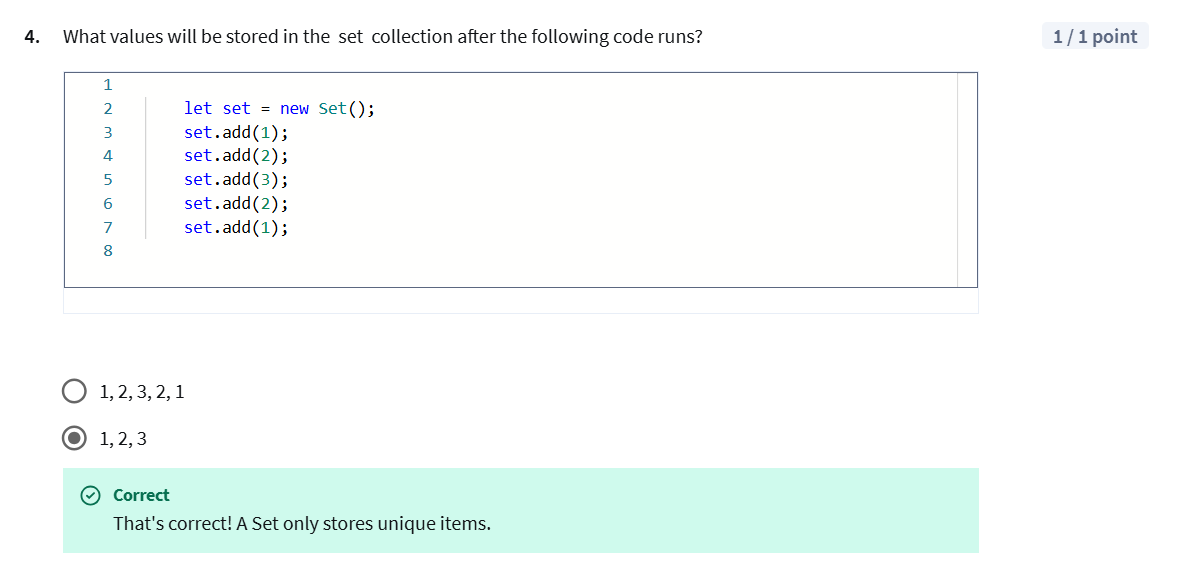 4. What values will be stored in the set collection after the following code runs?
1 / 1 point
1
2 let set = new Set();
3 set.add(1);
4 set.add(2);
5 set.add(3);
6 set.add(2);
7 set.add(1);
8
1, 2, 3, 2, 1
1, 2, 3
Correct
That's correct! A Set only stores unique items.